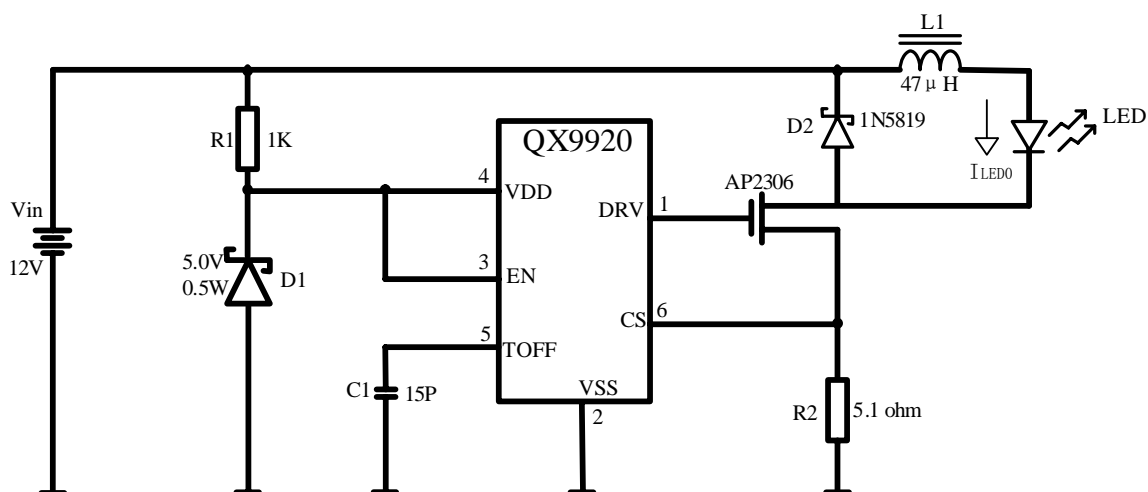 L1
47μH
R1
1K
D2
1N5819
LED
I LED0
QX9920
AP2306
4
VDD
DRV
1
Vin
12V
5.0V
0.5W
D1
3
EN
CS
6
5
TOFF
C1
15P
VSS
2
R2
5.1 ohm